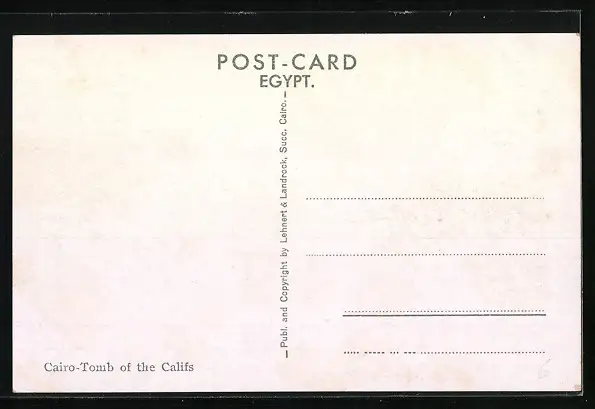 POST-CARD
EGYPT.
Publ. and Copyright by Lehnert & Landrock, Succ. Cairo.
Cairo-Tomb of the Califs